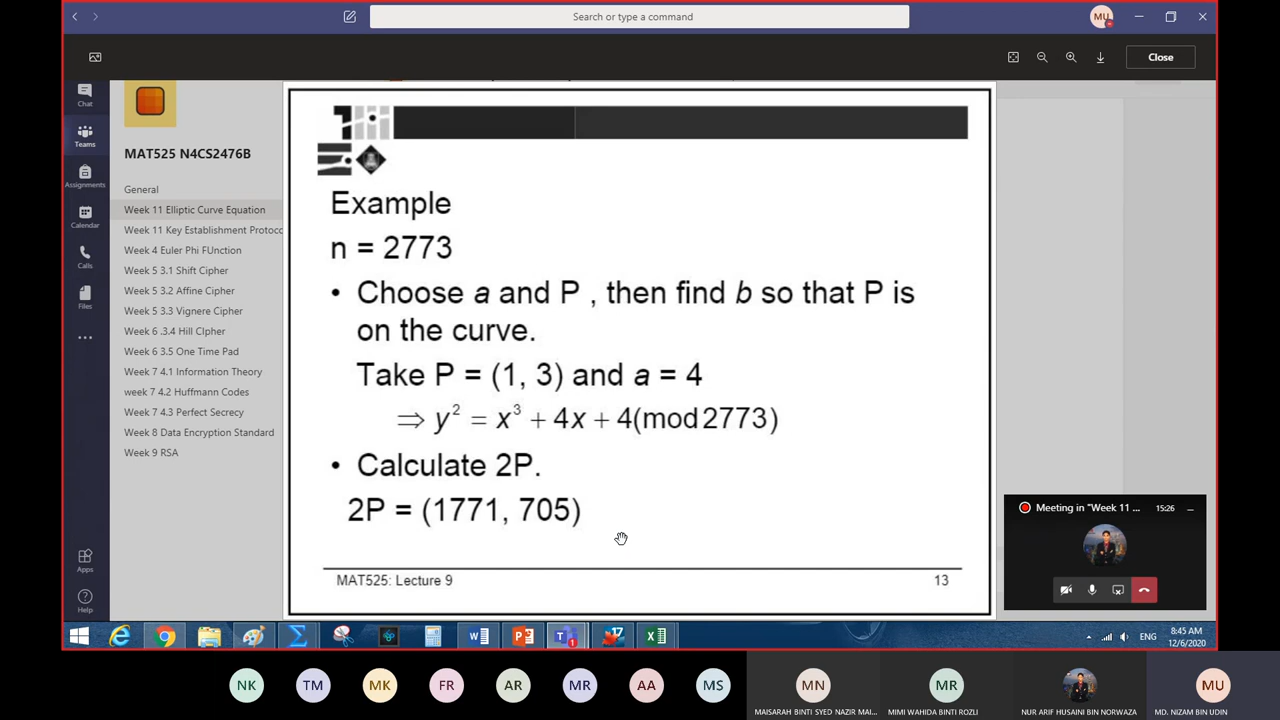 Search or type a command
MU
Close
Chat
Teams
Assignments
Calendar
Calls
Files
Apps
Help
MAT525 N4CS2476B
General
Week 11 Elliptic Curve Equation
Week 11 Key Establishment Protoc
Week 4 Euler Phi FUnction
Week 5 3.1 Shift Cipher
Week 5 3.2 Affine Cipher
Week 5 3.3 Vignere Cipher
Week 6 .3.4 Hill CIpher
Week 6 3.5 One Time Pad
Week 7 4.1 Information Theory
week 7 4.2 Huffmann Codes
Week 7 4.3 Perfect Secrecy
Week 8 Data Encryption Standard
Week 9 RSA
Example
n = 2773
• Choose a and P , then find b so that P is
on the curve.
Take P = (1, 3) and a = 4
⇒ y² = x³ + 4x + 4(mod 2773)
• Calculate 2P.
2P = (1771, 705)
MAT525: Lecture 9 13
Meeting in "Week 11 ... 15:26
ENG
8:45 AM
12/6/2020
NK TM MK FR AR MR AA MS MN MR MU
MAISARAH BINTI SYED NAZIR MAI... MIMI WAHIDA BINTI ROZLI NUR ARIF HUSAINI BIN NORWAZA MD. NIZAM BIN UDIN